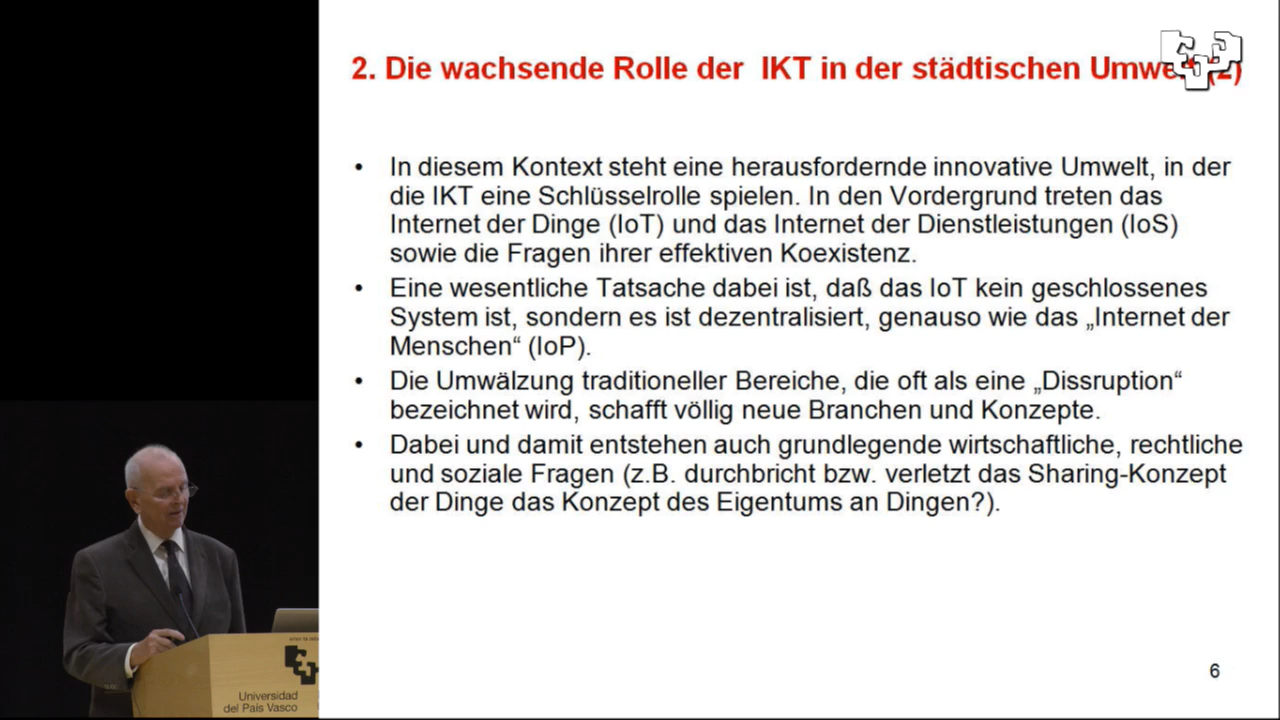 2. Die wachsende Rolle der IKT in der städtischen
• In diesem Kontext steht eine herausfordernde innovative Umwelt, in der
die IKT eine Schlüsselrolle spielen. In den Vordergrund treten das
Internet der Dinge (IoT) und das Internet der Dienstleistungen (IoS)
sowie die Fragen ihrer effektiven Koexistenz.
• Eine wesentliche Tatsache dabei ist, daß das IoT kein geschlossenes
System ist, sondern es ist dezentralisiert, genauso wie das „Internet der
Menschen“ (IoP).
• Die Umwälzung traditioneller Bereiche, die oft als eine „Dissruption“
bezeichnet wird, schafft völlig neue Branchen und Konzepte.
• Dabei und damit entstehen auch grundlegende wirtschaftliche, rechtliche
und soziale Fragen (z.B. durchbricht bzw. verletzt das Sharing-Konzept
der Dinge das Konzept des Eigentums an Dingen?).
6
Universidad
del País Vasco